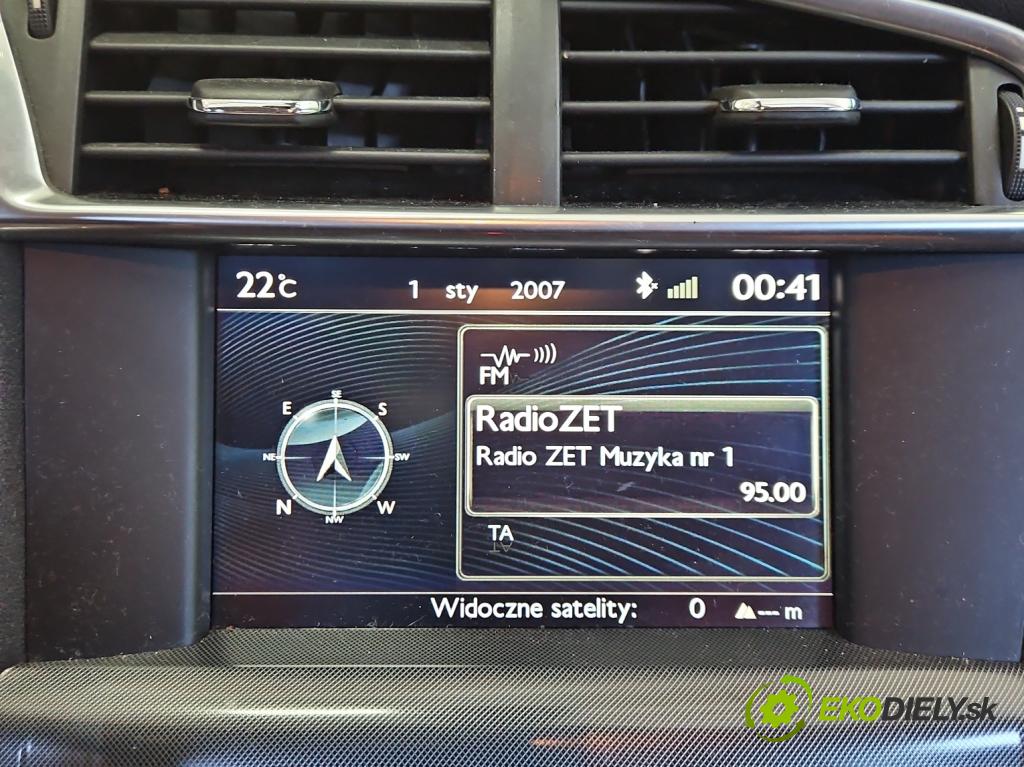 22°C 1 sty 2007 00:41
FM
SE
E S
NE SW
N W
NW
RadioZET
Radio ZET Muzyka nr 1
95.00
TA
Widoczne satelity: 0 --- m
EKODIELY.sk